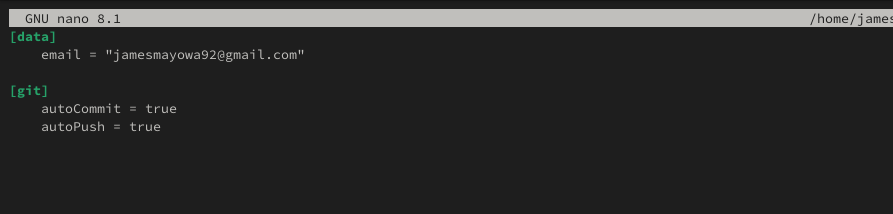 GNU nano 8.1 /home/james
[data]
email = "jamesmayowa92@gmail.com"
[git]
autoCommit = true
autoPush = true